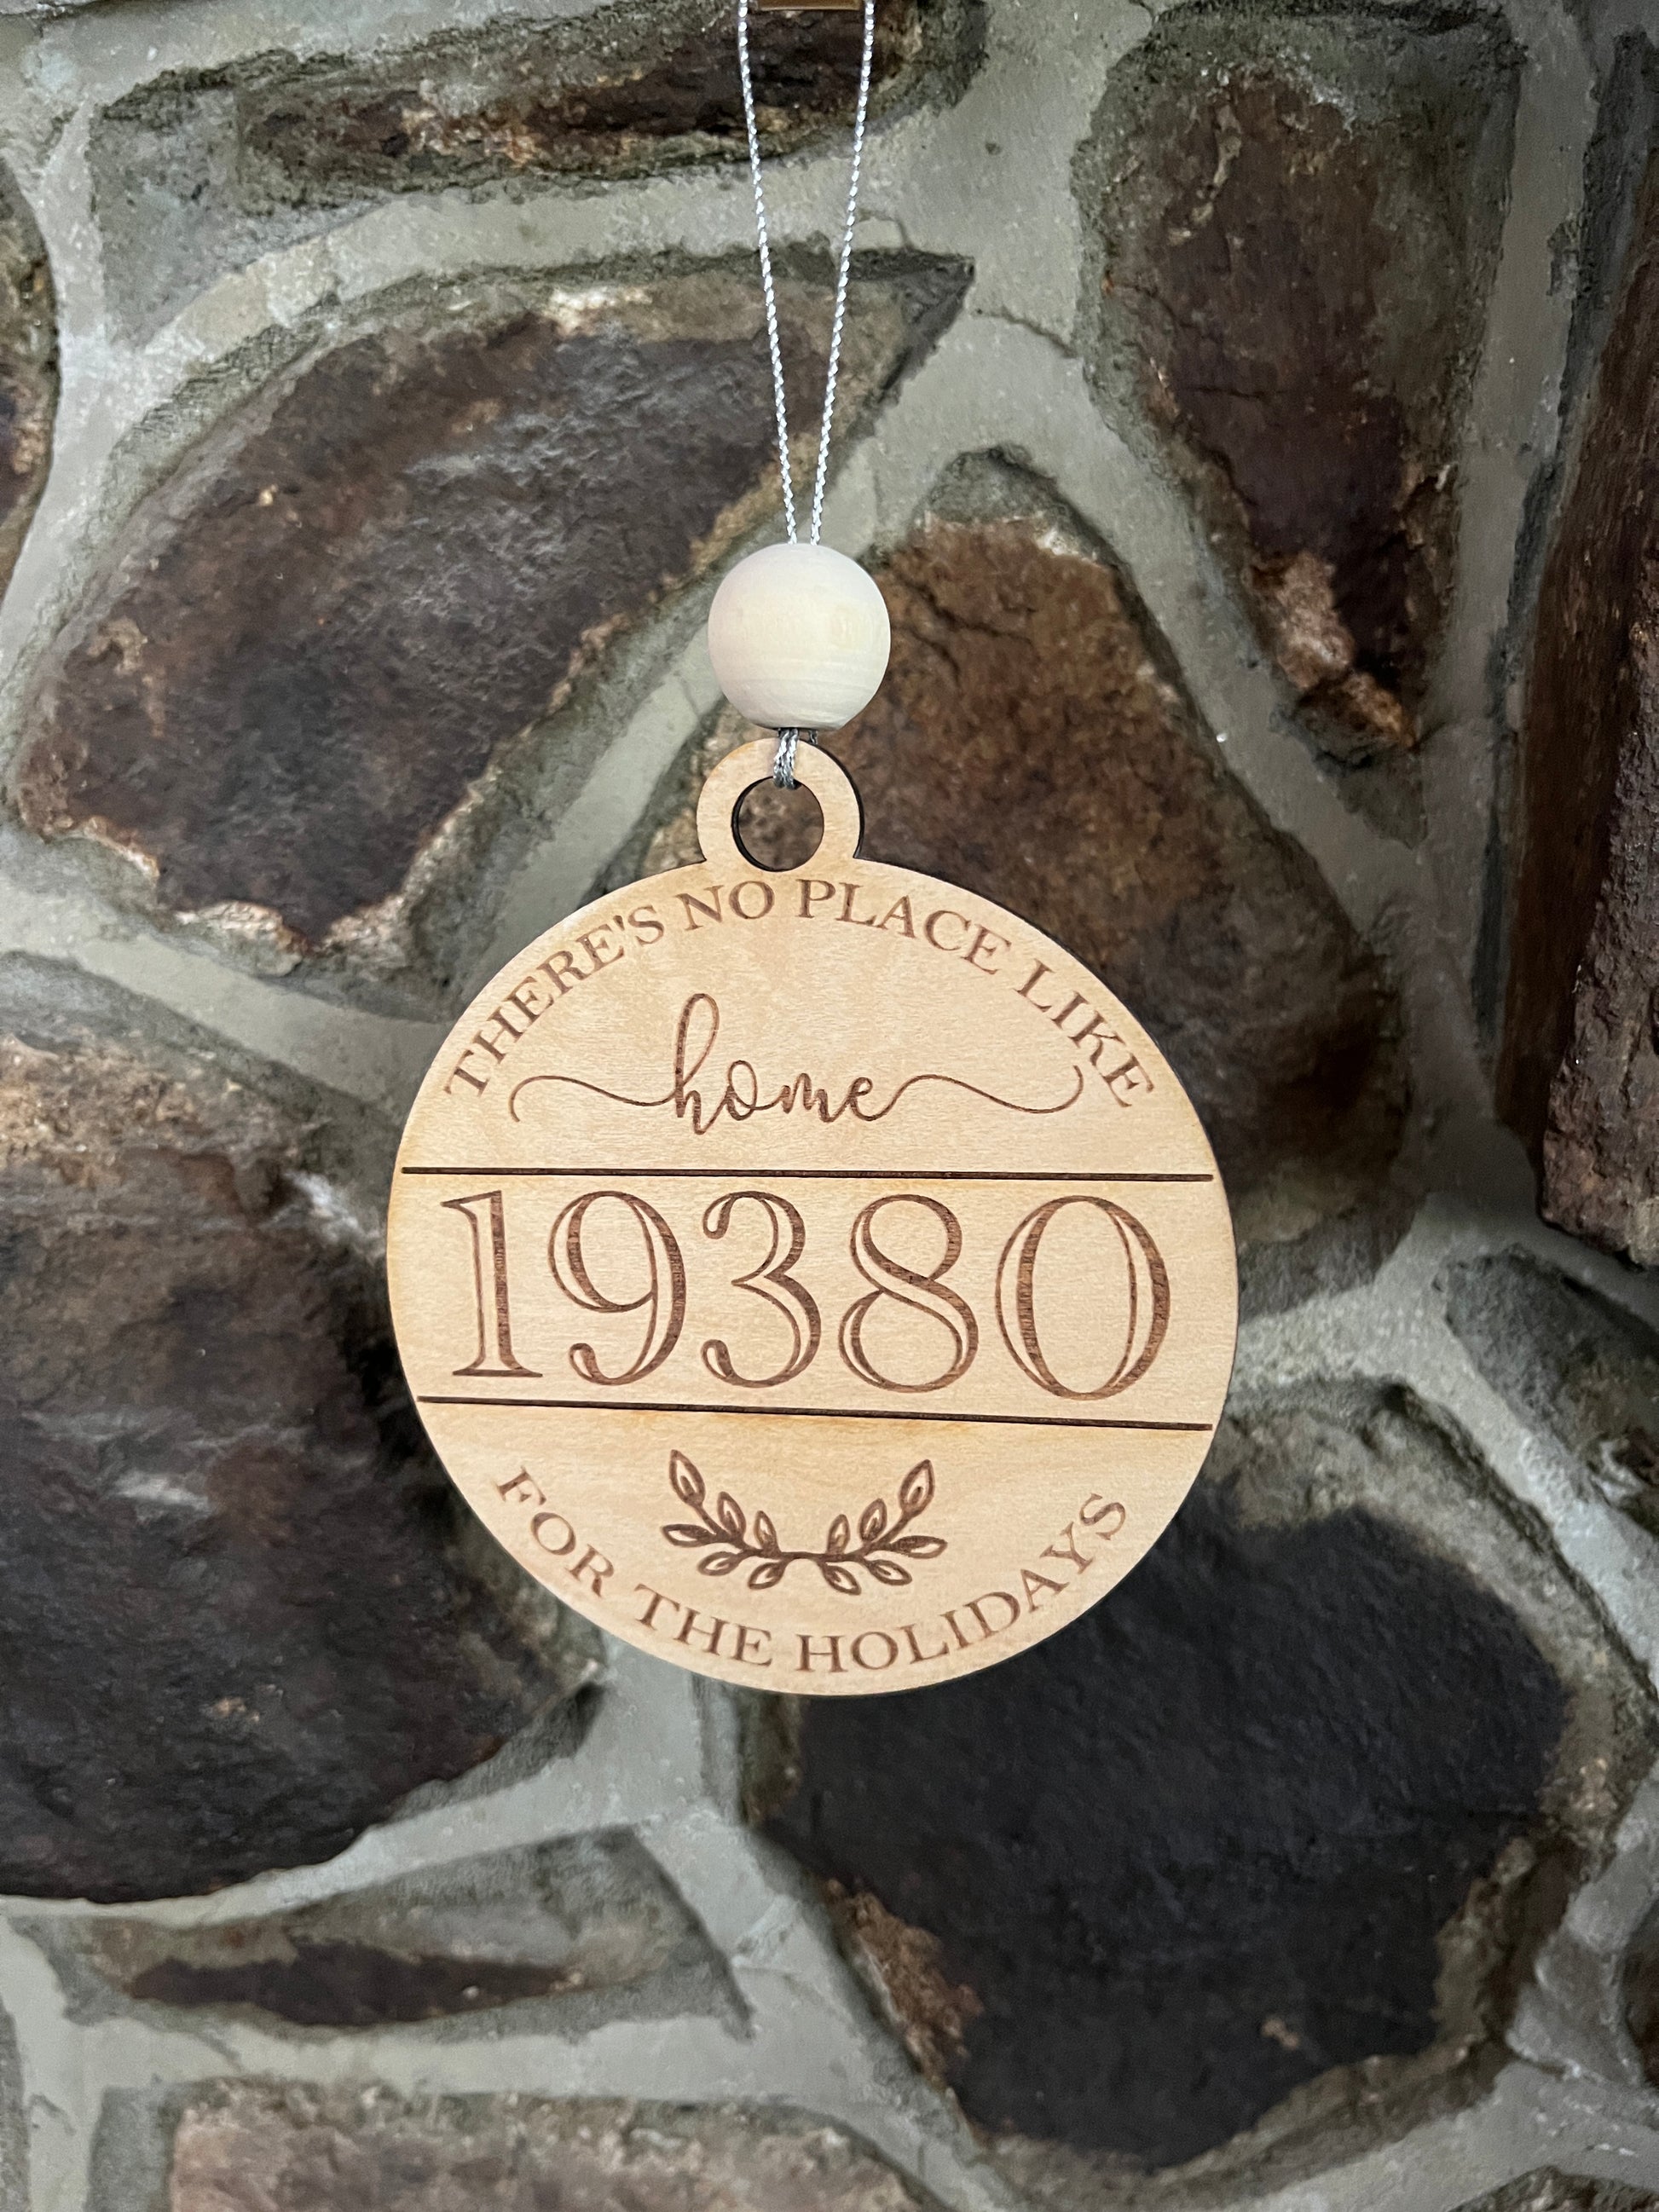 THERE'S NO PLACE LIKE
home
19380
FOR THE HOLIDAYS